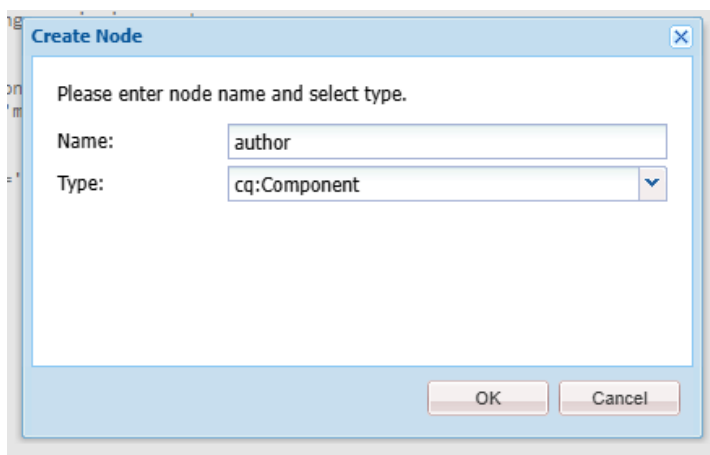 Create Node
Please enter node name and select type.
Name: author
Type: cq:Component
OK Cancel